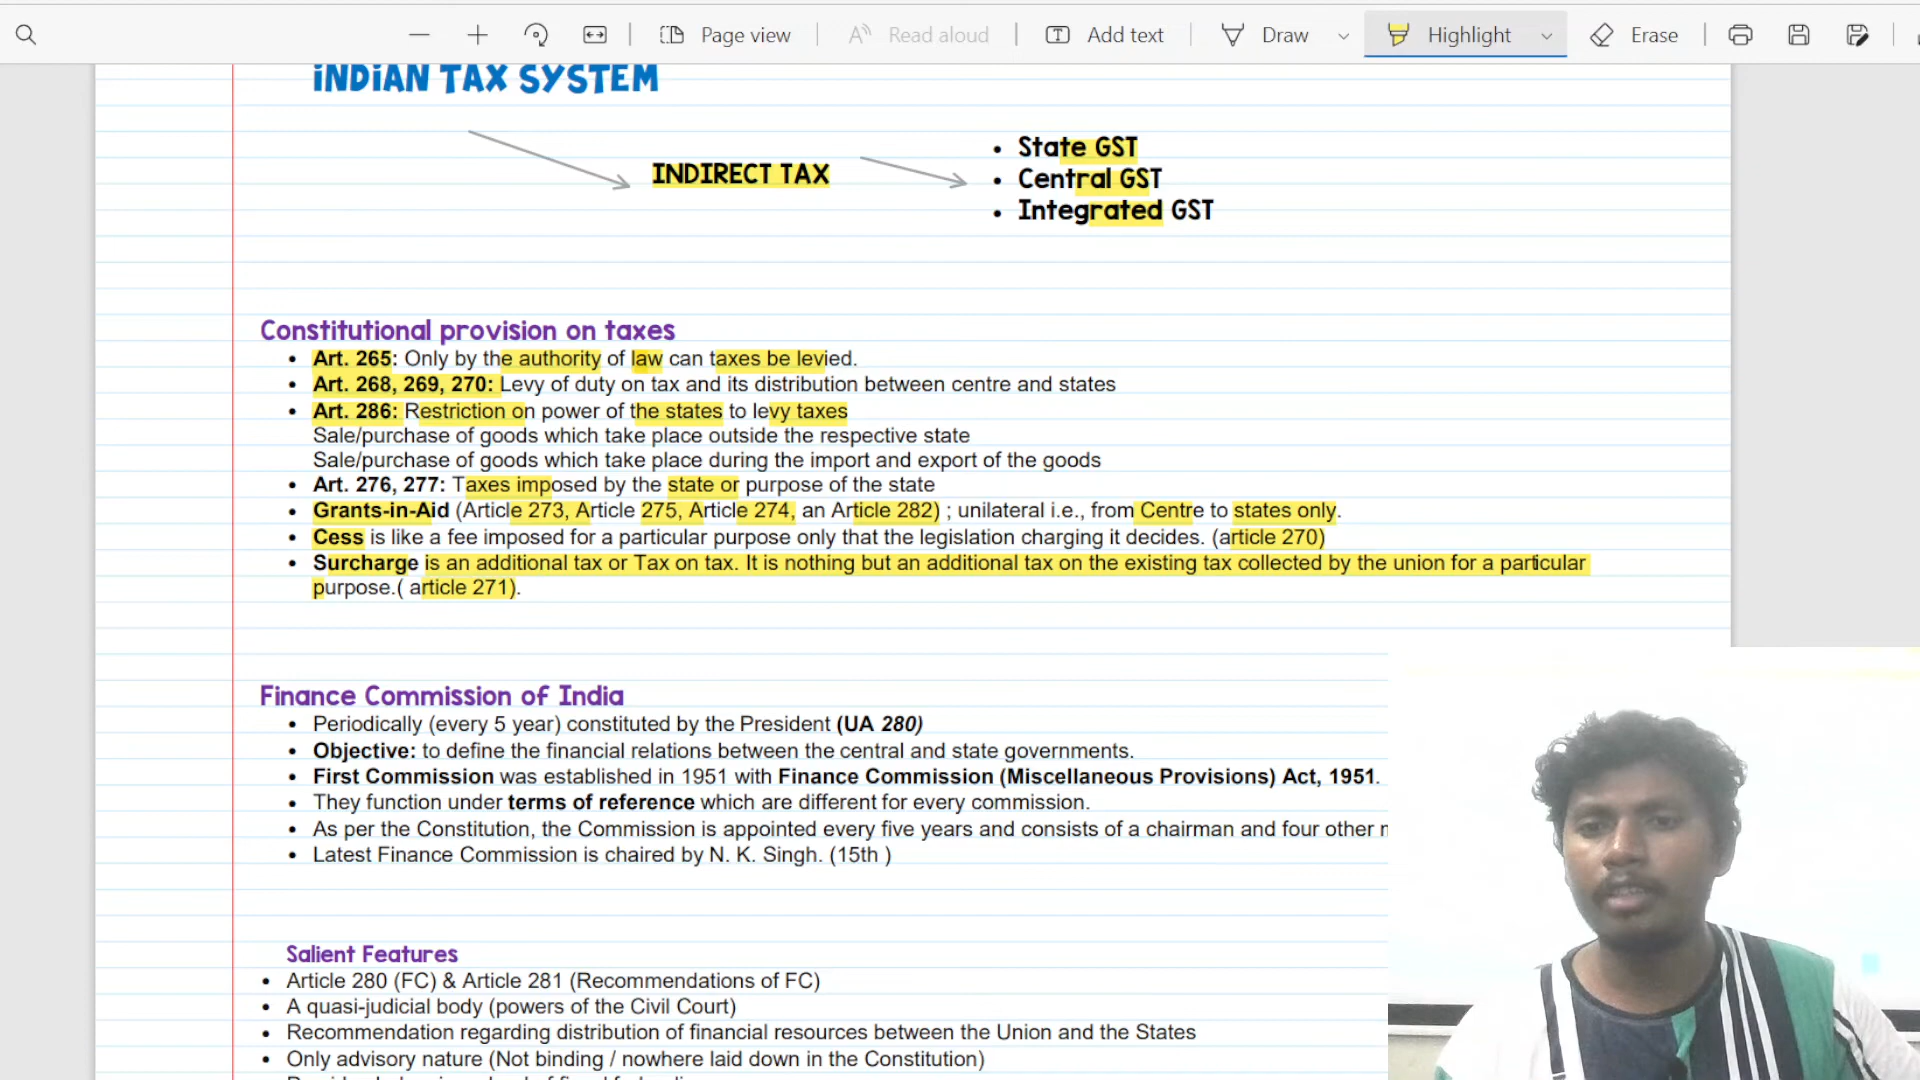 Page view
Read aloud
Add text
Draw
Highlight
Erase
INDIAN TAX SYSTEM
INDIRECT TAX
• State GST
• Central GST
• Integrated GST
Constitutional provision on taxes
• Art. 265: Only by the authority of law can taxes be levied.
• Art. 268, 269, 270: Levy of duty on tax and its distribution between centre and states
• Art. 286: Restriction on power of the states to levy taxes
Sale/purchase of goods which take place outside the respective state
Sale/purchase of goods which take place during the import and export of the goods
• Art. 276, 277: Taxes imposed by the state or purpose of the state
• Grants-in-Aid (Article 273, Article 275, Article 274, an Article 282) ; unilateral i.e., from Centre to states only.
• Cess is like a fee imposed for a particular purpose only that the legislation charging it decides. (article 270)
• Surcharge is an additional tax or Tax on tax. It is nothing but an additional tax on the existing tax collected by the union for a particular
purpose.( article 271).
Finance Commission of India
• Periodically (every 5 year) constituted by the President (UA 280)
• Objective: to define the financial relations between the central and state governments.
• First Commission was established in 1951 with Finance Commission (Miscellaneous Provisions) Act, 1951.
• They function under terms of reference which are different for every commission.
• As per the Constitution, the Commission is appointed every five years and consists of a chairman and four other
• Latest Finance Commission is chaired by N. K. Singh. (15th )
Salient Features
• Article 280 (FC) & Article 281 (Recommendations of FC)
• A quasi-judicial body (powers of the Civil Court)
• Recommendation regarding distribution of financial resources between the Union and the States
• Only advisory nature (Not binding / nowhere laid down in the Constitution)